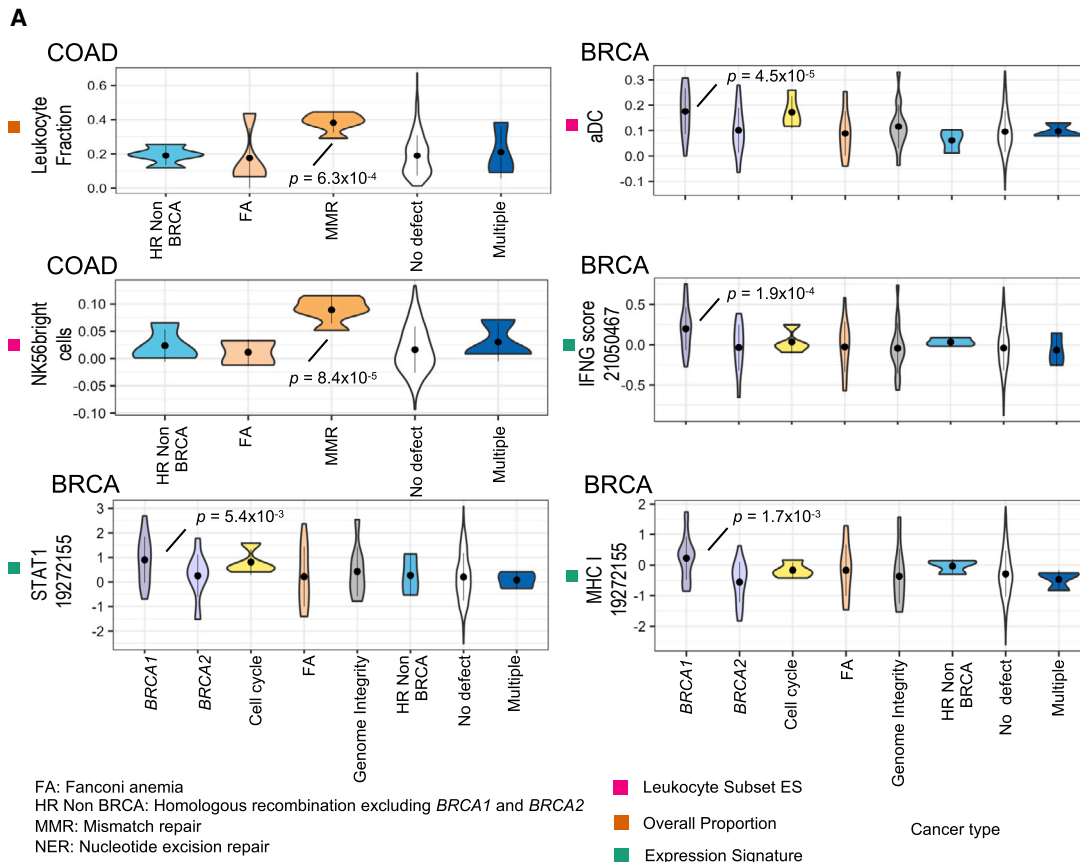 A
COAD
Leukocyte
Fraction
0.6
0.4
0.2
0.0
p = 6.3x10-4
HR Non
BRCA
FA
MMR
No defect
Multiple
BRCA
aDC
0.3
0.2
0.1
0.0
-0.1
p = 4.5x10-5
COAD
NK56bright
cells
0.10
0.05
0.00
-0.05
-0.10
p = 8.4x10-5
HR Non
BRCA
FA
MMR
No defect
Multiple
BRCA
IFNG score
21050467
0.5
0.0
-0.5
p = 1.9x10-4
BRCA
STAT1
19272155
3
2
1
0
-1
-2
p = 5.4x10-3
BRCA1
BRCA2
Cell cycle
FA
Genome Integrity
HR Non
BRCA
No defect
Multiple
BRCA
MHC I
19272155
2
1
0
-1
-2
p = 1.7x10-3
BRCA1
BRCA2
Cell cycle
FA
Genome Integrity
HR Non
BRCA
No defect
Multiple
FA: Fanconi anemia
HR Non BRCA: Homologous recombination excluding BRCA1 and BRCA2
MMR: Mismatch repair
NER: Nucleotide excision repair
Leukocyte Subset ES
Overall Proportion
Expression Signature
Cancer type